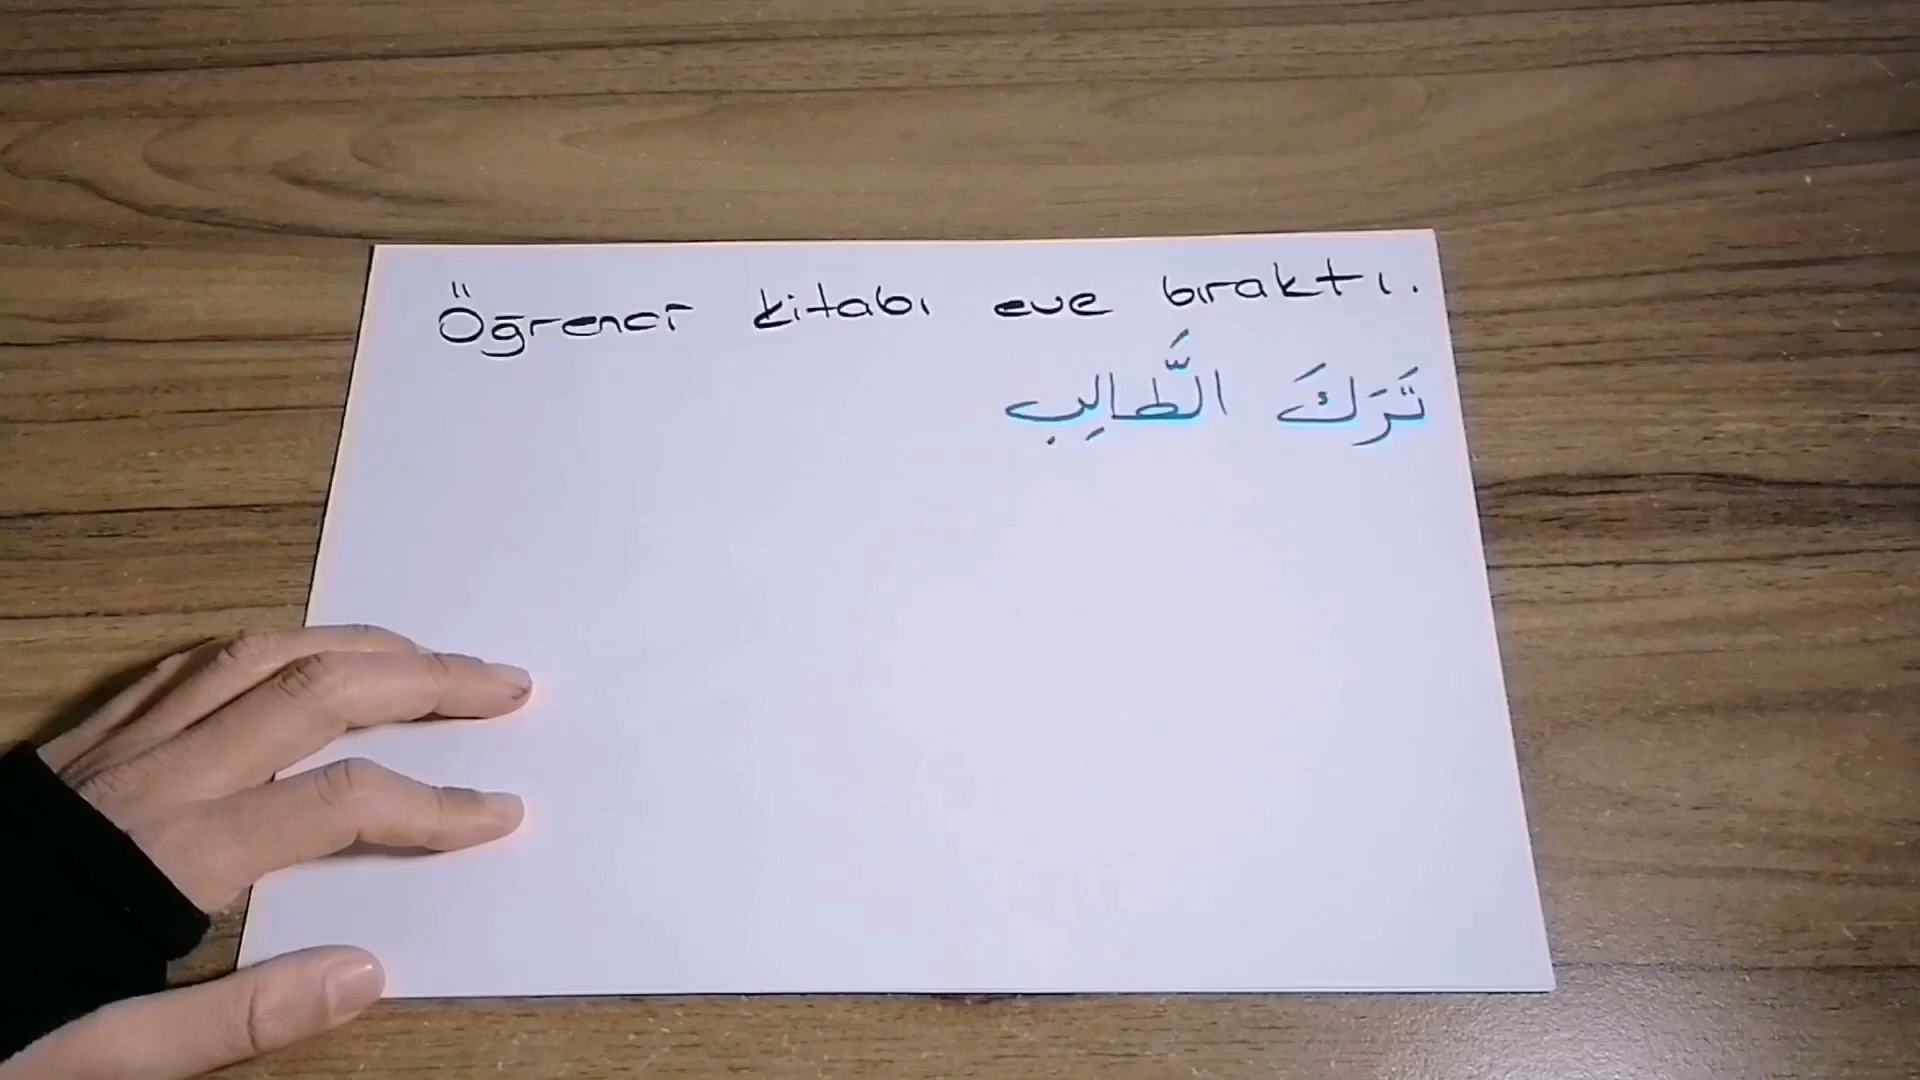 Öğrenci kitabı eve bıraktı.
تَرَكَ الطَّالِب